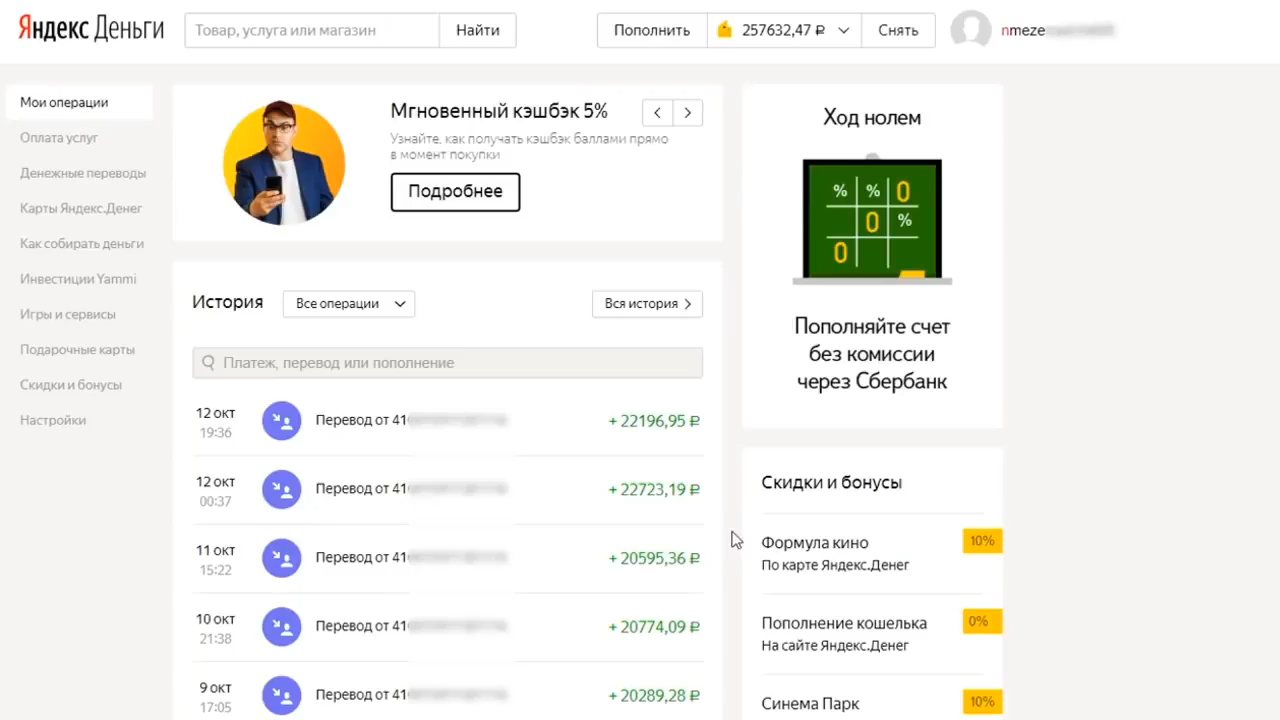 Яндекс Деньги
Товар, услуга или магазин
Найти
Пополнить
257632,47 ₽
Снять
nmeze
Мои операции
Оплата услуг
Денежные переводы
Карты Яндекс.Денег
Как собирать деньги
Инвестиции Yammi
Игры и сервисы
Подарочные карты
Скидки и бонусы
Настройки
Мгновенный кэшбэк 5%
Узнайте, как получать кэшбэк баллами прямо
в момент покупки
Подробнее
История
Все операции
Вся история
Платеж, перевод или пополнение
12 окт
19:36
Перевод от 41
+ 22196,95 ₽
12 окт
00:37
Перевод от 41
+ 22723,19 ₽
11 окт
15:22
Перевод от 41
+ 20595,36 ₽
10 окт
21:38
Перевод от 41
+ 20774,09 ₽
9 окт
17:05
Перевод от 41
+ 20289,28 ₽
Ход нолем
% % 0
0 %
0
Пополняйте счет
без комиссии
через Сбербанк
Скидки и бонусы
Формула кино
10%
По карте Яндекс.Денег
Пополнение кошелька
0%
На сайте Яндекс.Денег
Синема Парк
10%